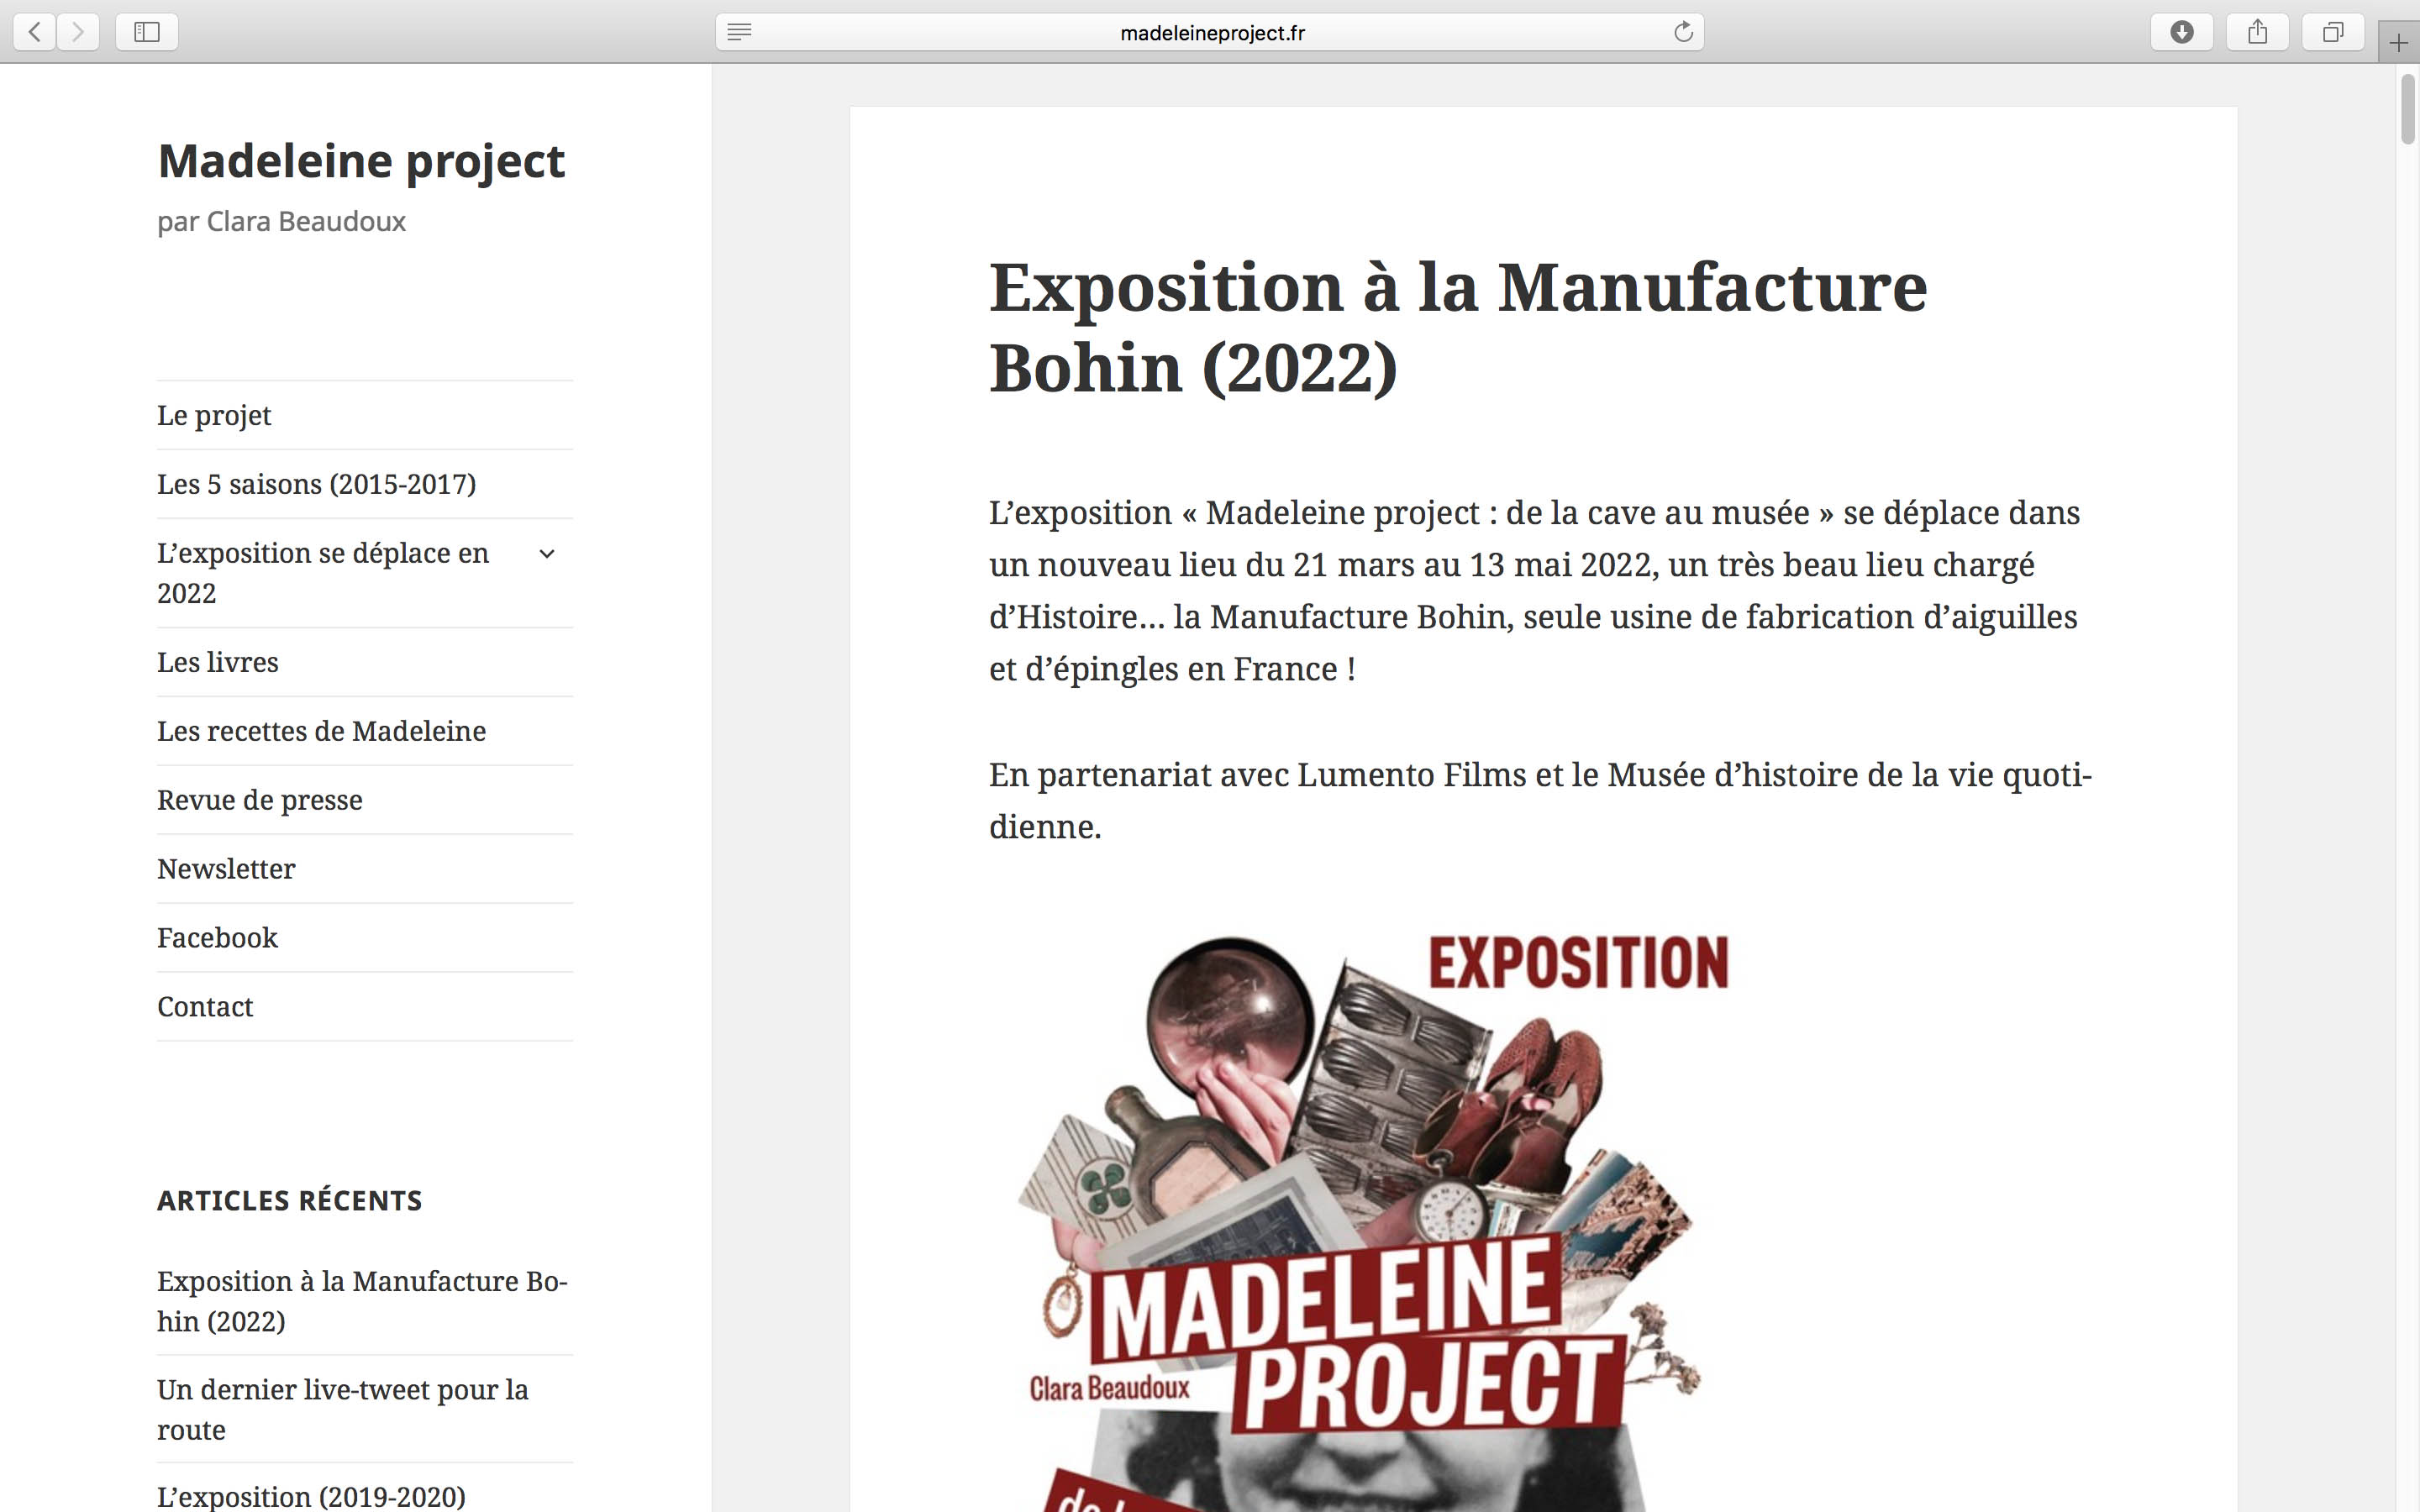 madeleineproject.fr
Madeleine project
par Clara Beaudoux
Le projet
Les 5 saisons (2015-2017)
L’exposition se déplace en
2022
Les livres
Les recettes de Madeleine
Revue de presse
Newsletter
Facebook
Contact
ARTICLES RÉCENTS
Exposition à la Manufacture Bo-
hin (2022)
Un dernier live-tweet pour la
route
L’exposition (2019-2020)
Exposition à la Manufacture
Bohin (2022)
L’exposition « Madeleine project : de la cave au musée » se déplace dans
un nouveau lieu du 21 mars au 13 mai 2022, un très beau lieu chargé
d’Histoire… la Manufacture Bohin, seule usine de fabrication d’aiguilles
et d’épingles en France !
En partenariat avec Lumento Films et le Musée d’histoire de la vie quoti-
dienne.
EXPOSITION
MADELEINE
PROJECT
Clara Beaudoux
de